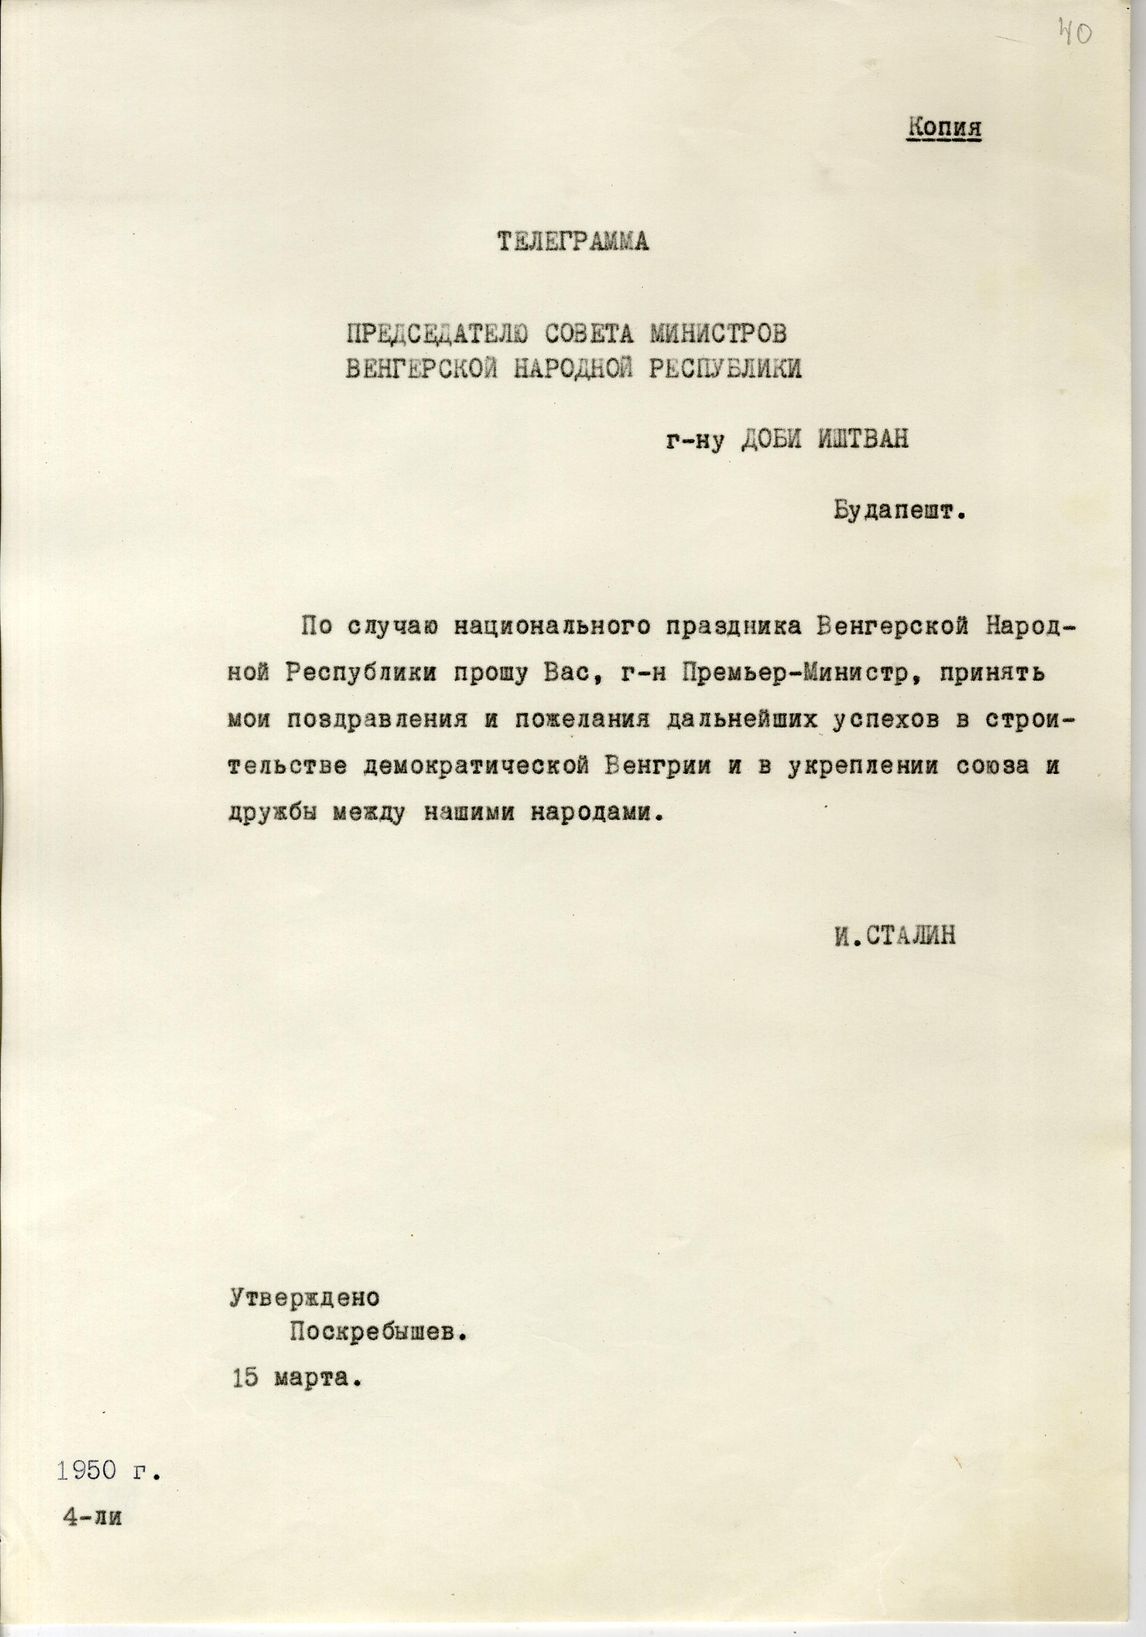 40
Копия
ТЕЛЕГРАММА
ПРЕДСЕДАТЕЛЮ СОВЕТА МИНИСТРОВ
ВЕНГЕРСКОЙ НАРОДНОЙ РЕСПУБЛИКИ
г-ну ДОБИ ИШТВАН
Будапешт.
По случаю национального праздника Венгерской Народ-
ной Республики прошу Вас, г-н Премьер-Министр, принять
мои поздравления и пожелания дальнейших успехов в строи-
тельстве демократической Венгрии и в укреплении союза и
дружбы между нашими народами.
И.СТАЛИН
Утверждено
Поскребышев.
15 марта.
1950 г.
4-ли